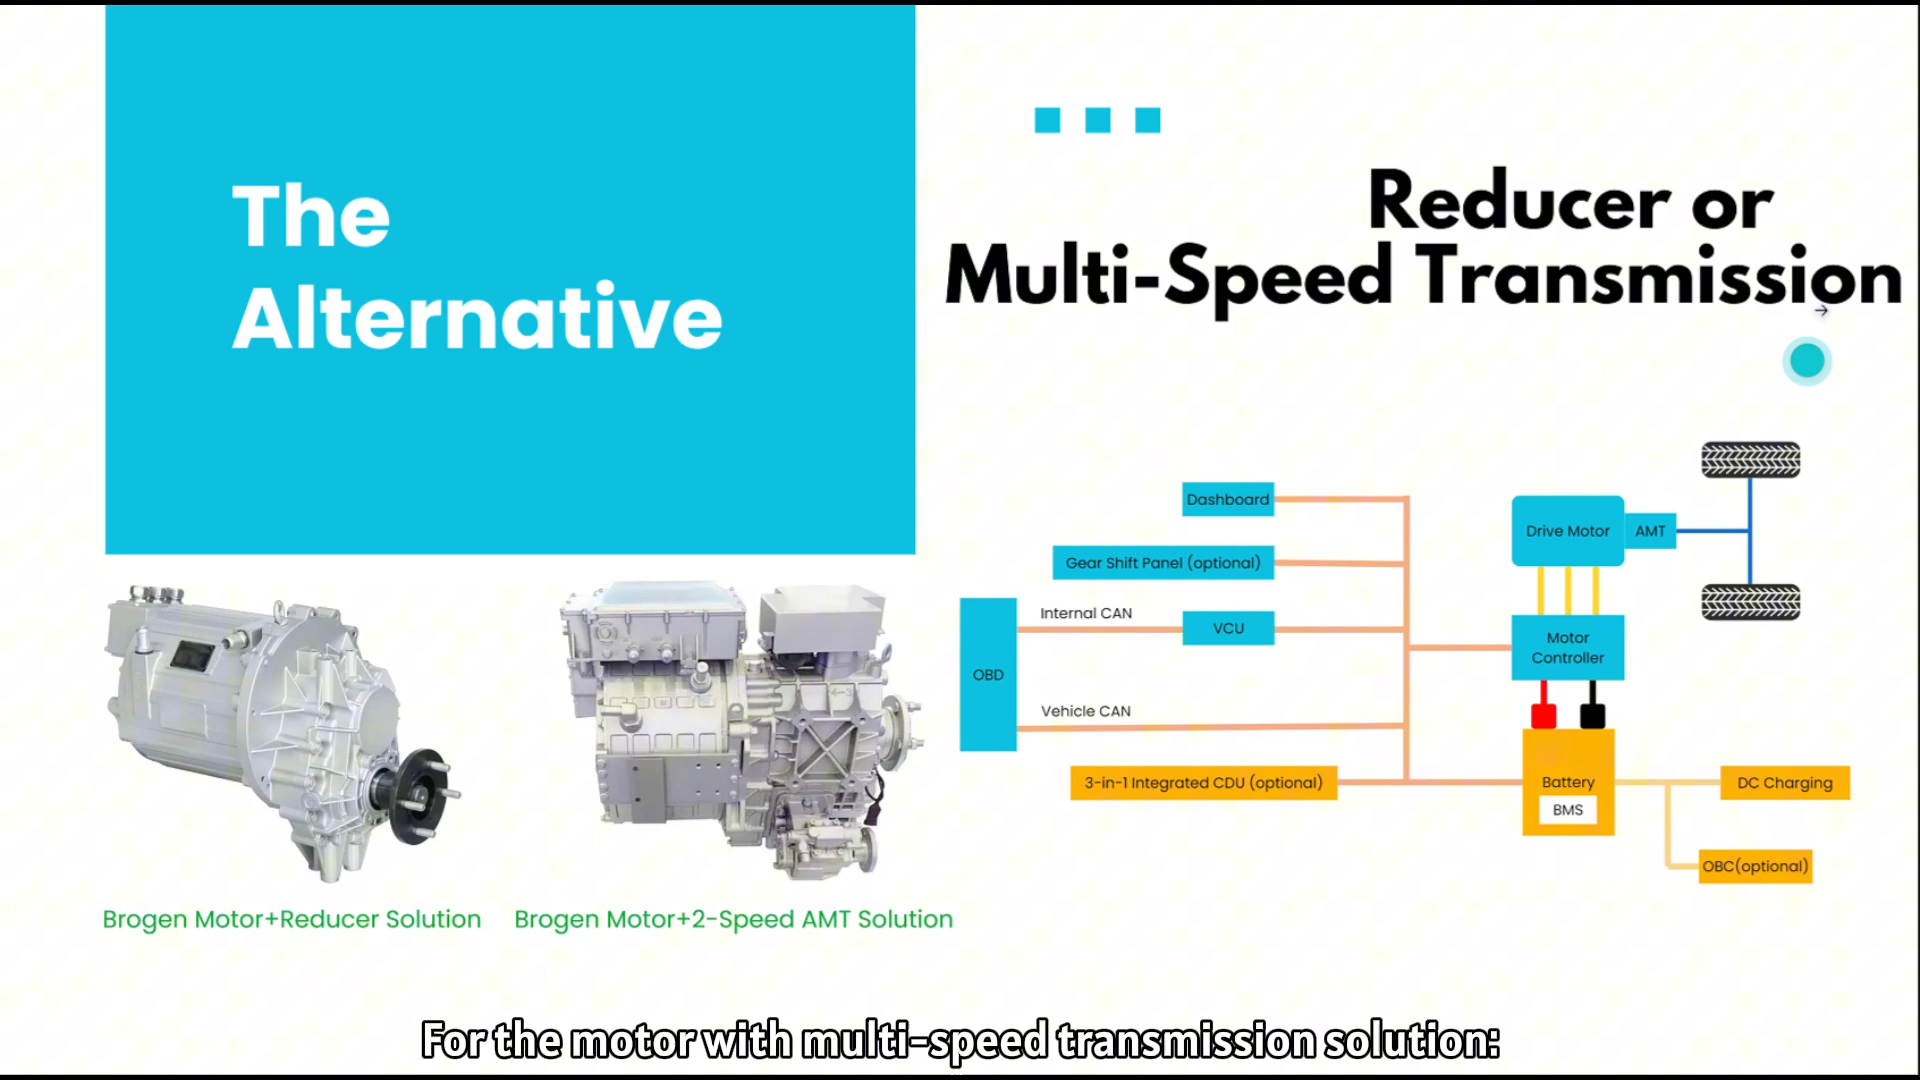 The
Alternative
Reducer or
Multi-Speed Transmission
Dashboard
Gear Shift Panel (optional)
Internal CAN
VCU
OBD
Vehicle CAN
3-in-1 Integrated CDU (optional)
Drive Motor
AMT
Motor
Controller
Battery
BMS
DC Charging
OBC(optional)
Brogen Motor+Reducer Solution
Brogen Motor+2-Speed AMT Solution
For the motor with multi-speed transmission solution: